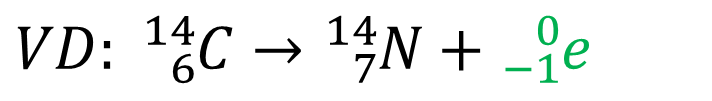 VD: ¹⁴₆C → ¹⁴₇N + ⁰₋₁e